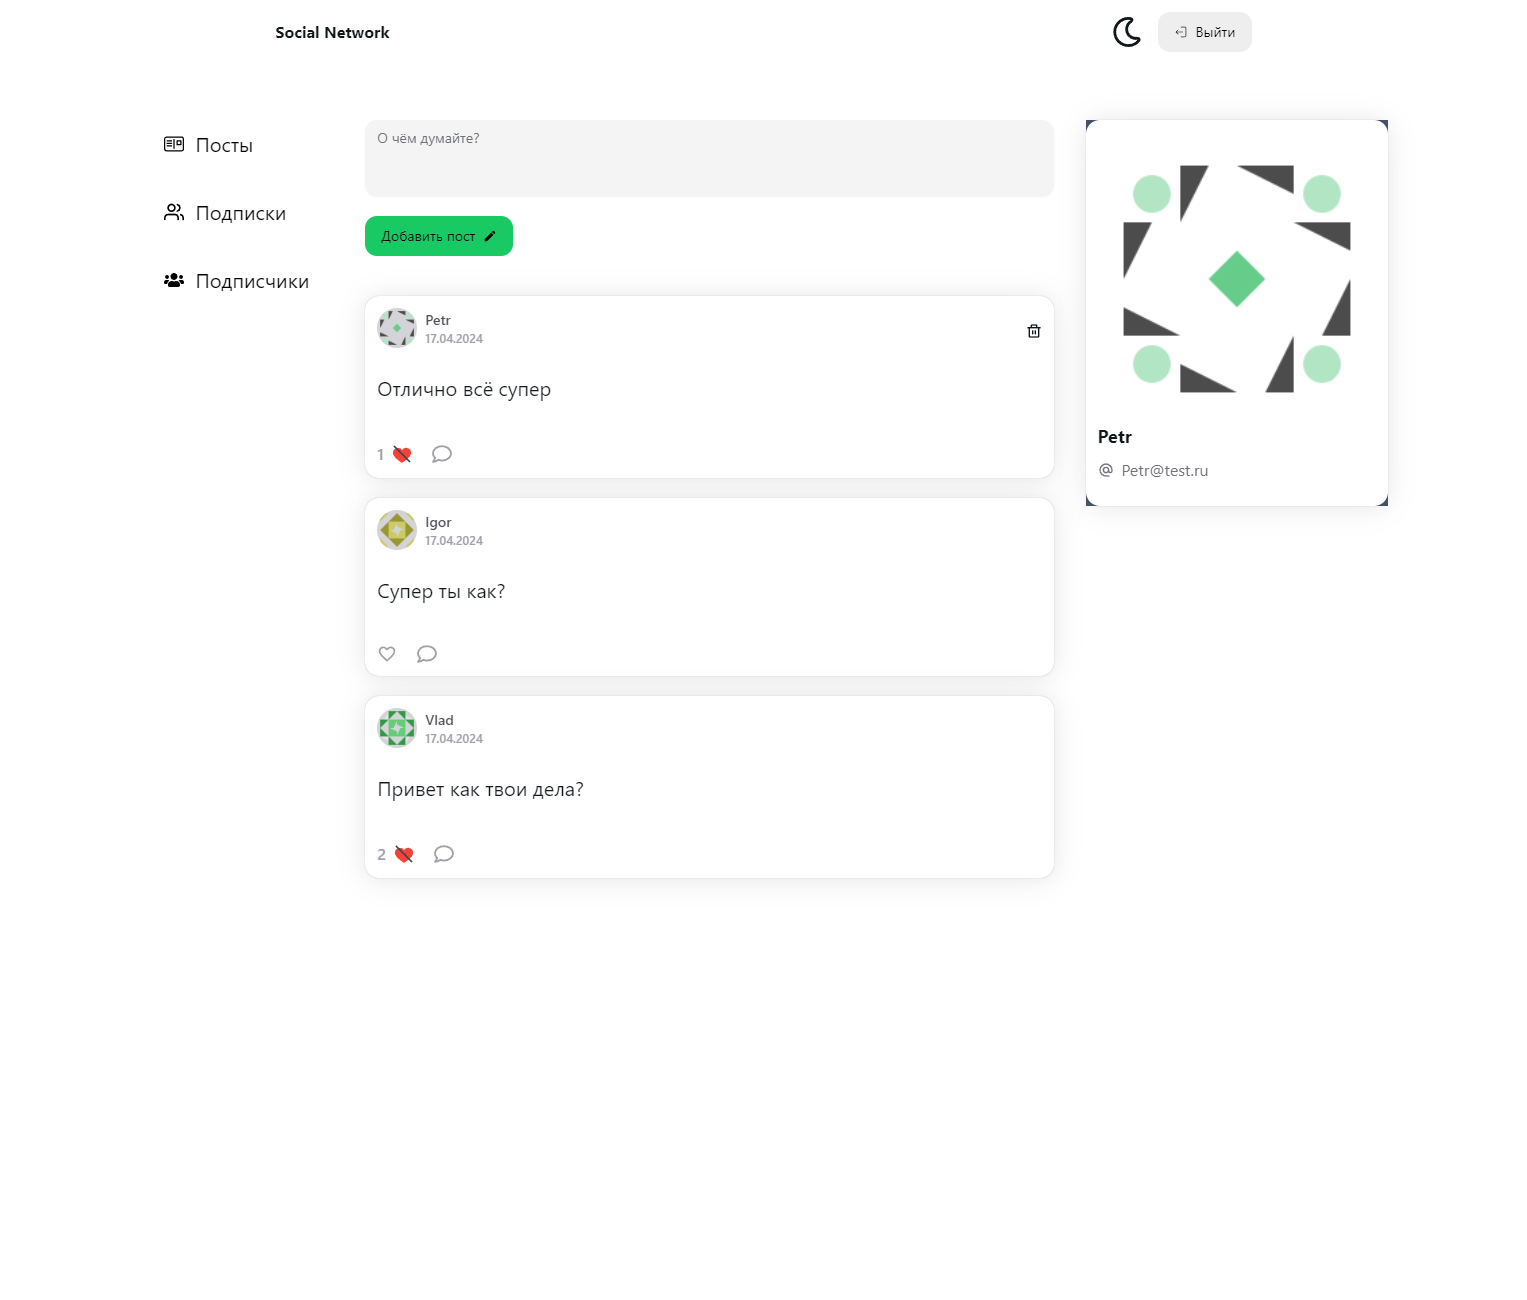 Social Network
Выйти
Посты
Подписки
Подписчики
О чём думайте?
Добавить пост
Petr
17.04.2024
Отлично всё супер
1
Igor
17.04.2024
Супер ты как?
Vlad
17.04.2024
Привет как твои дела?
2
Petr
Petr@test.ru